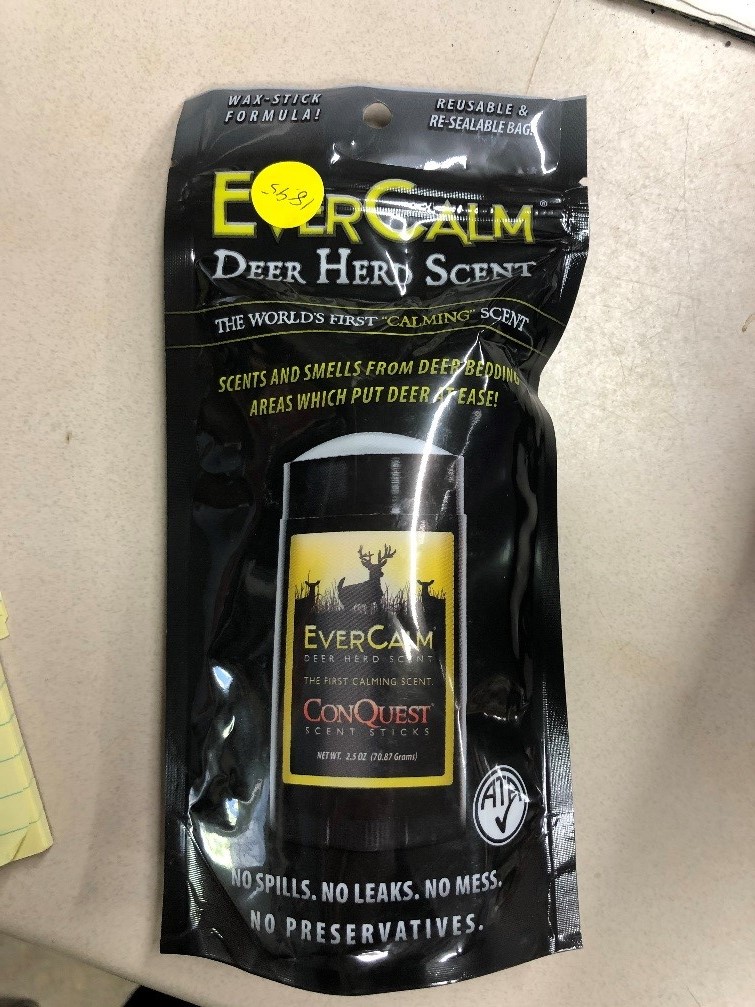 WAX-STICK
FORMULA!
REUSABLE &
RE-SEALABLE BAG!
EVERCALM®
18.95
DEER HERD SCENT
THE WORLD'S FIRST "CALMING" SCENT
SCENTS AND SMELLS FROM DEER BEDDING
AREAS WHICH PUT DEER AT EASE!
EVERCALM
DEER HERD SCENT
THE FIRST CALMING SCENT.
CONQUEST
SCENT STICKS
NET WT. 2.5 OZ (70.87 Grams)
ATA
NO SPILLS. NO LEAKS. NO MESS.
NO PRESERVATIVES.